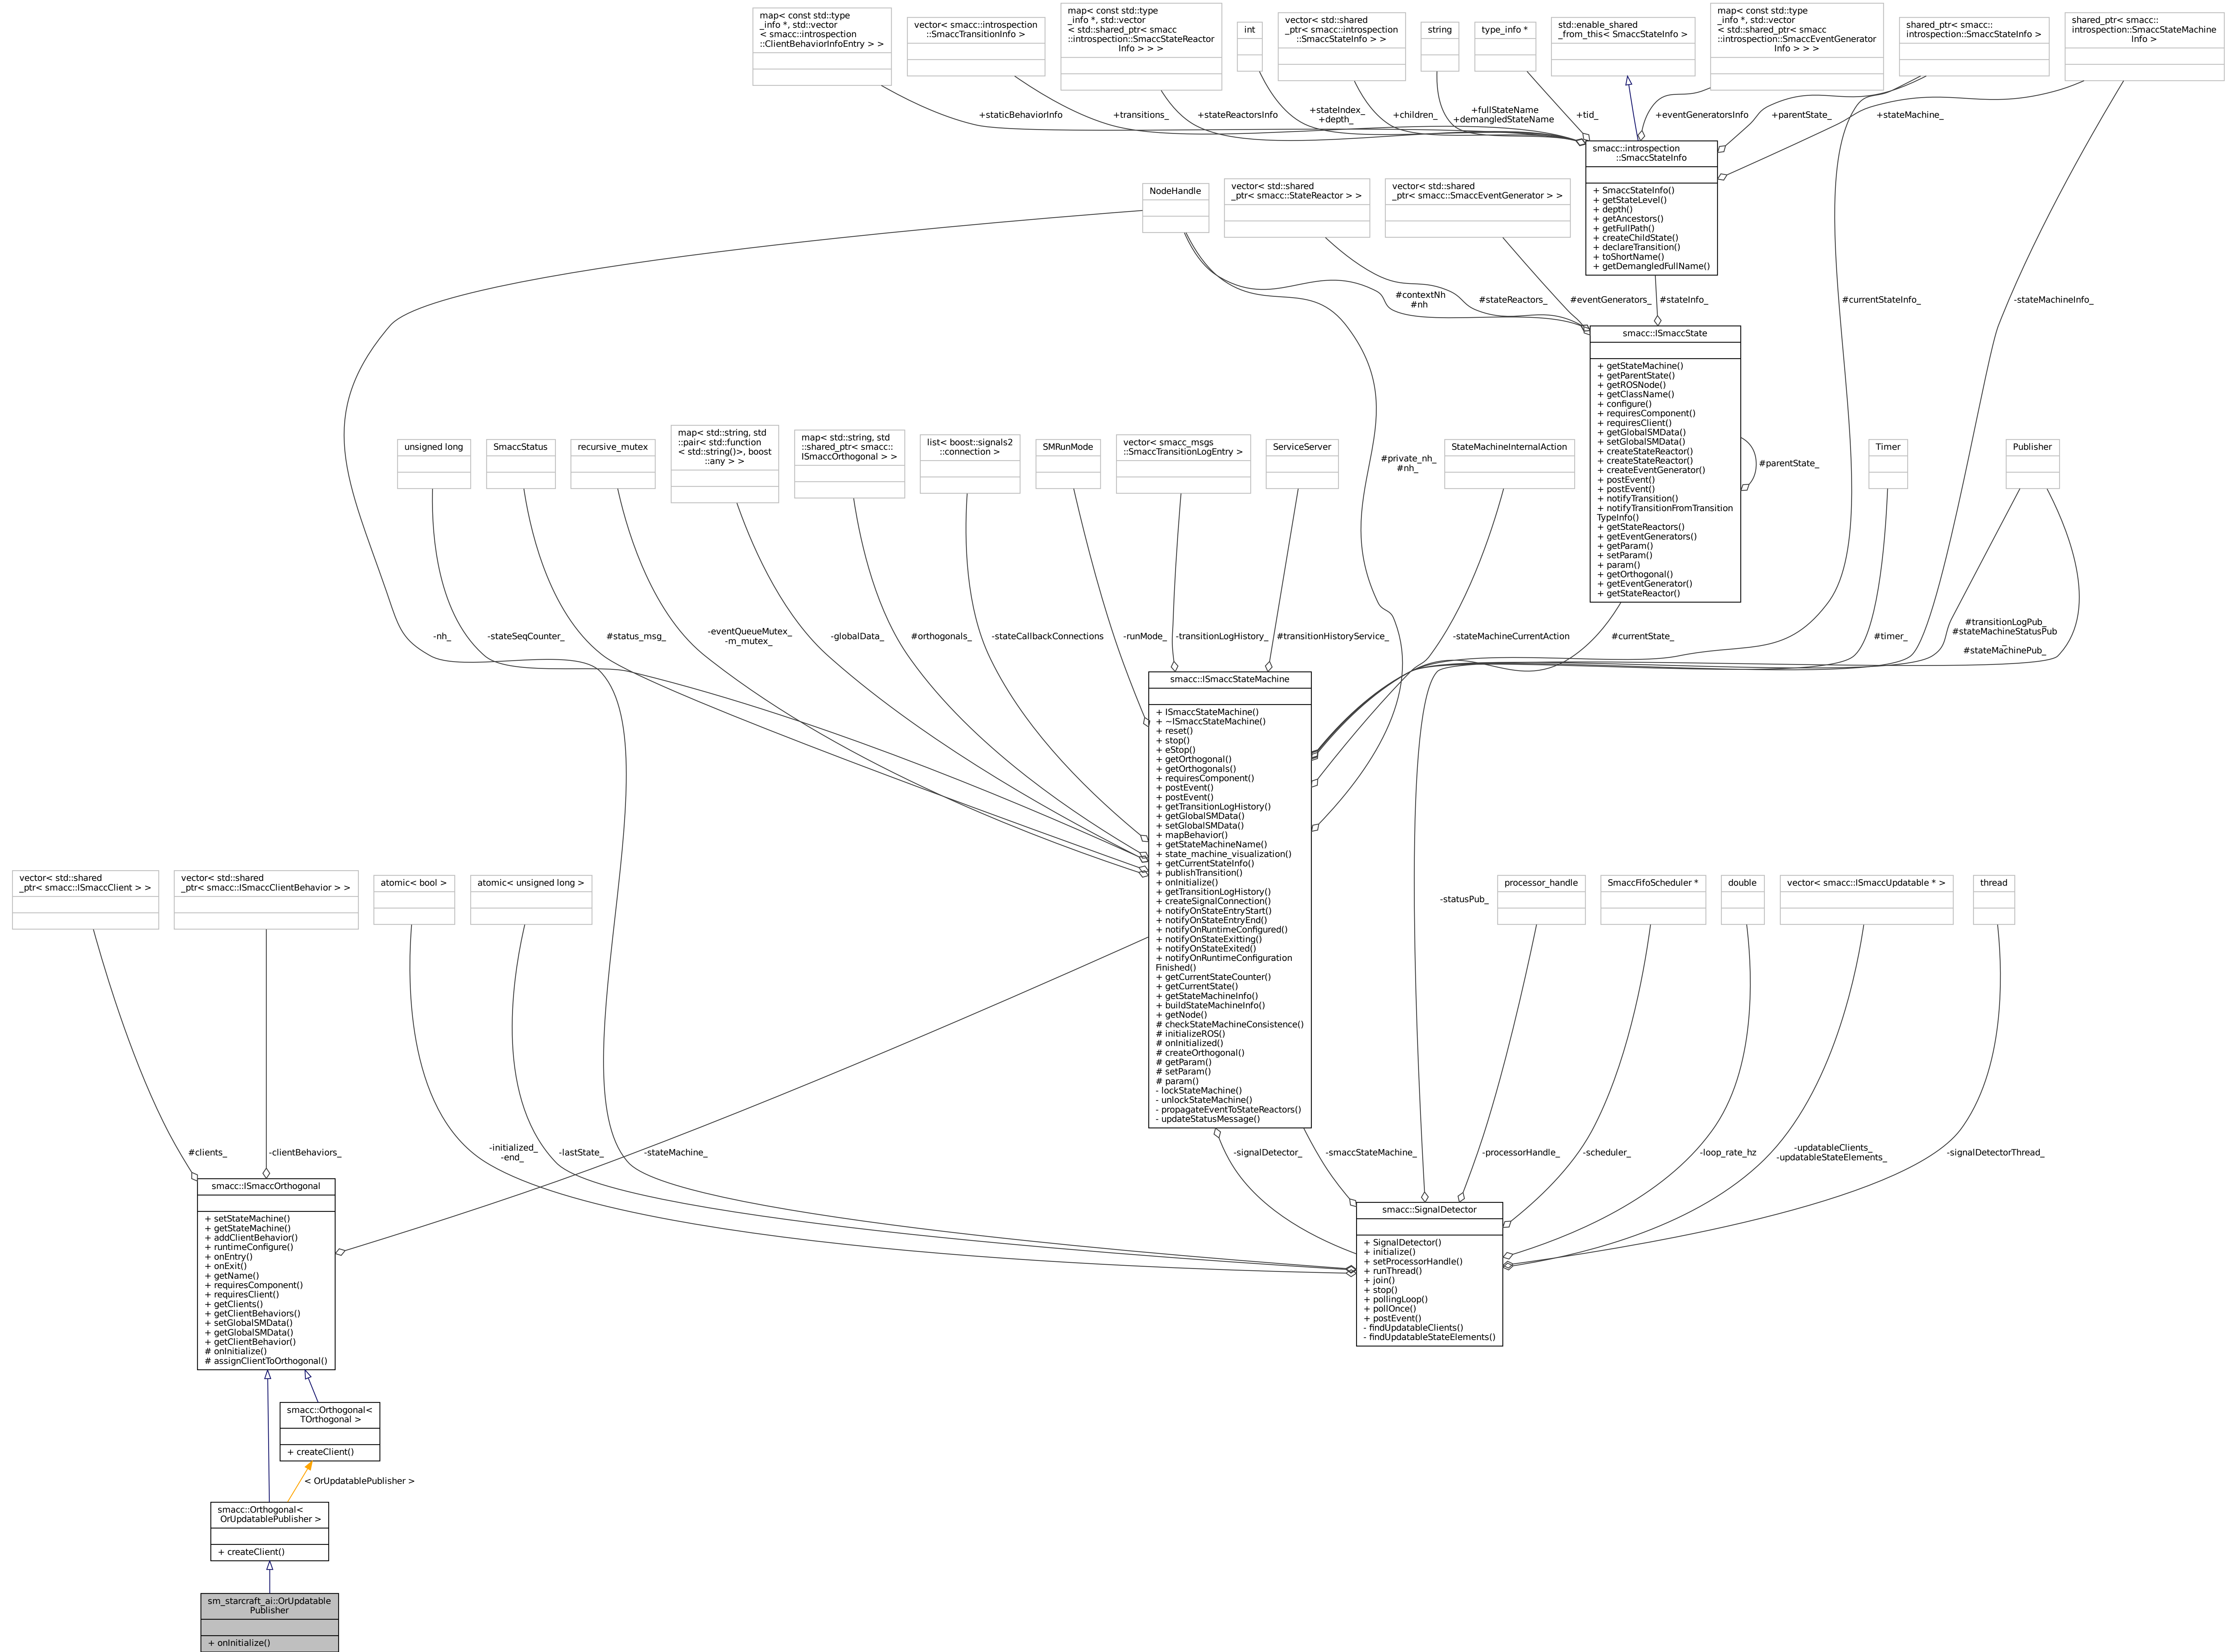 map< const std::type
_info *, std::vector
< smacc::introspection
::ClientBehaviorInfoEntry > >
vector< smacc::introspection
::SmaccTransitionInfo >
map< const std::type
_info *, std::vector
< std::shared_ptr< smacc
::introspection::SmaccStateReactor
Info > > >
int
vector< std::shared
_ptr< smacc::introspection
::SmaccStateInfo > >
string
type_info *
std::enable_shared
_from_this< SmaccStateInfo >
map< const std::type
_info *, std::vector
< std::shared_ptr< smacc
::introspection::SmaccEventGenerator
Info > > >
shared_ptr< smacc::
introspection::SmaccStateInfo >
shared_ptr< smacc::
introspection::SmaccStateMachine
Info >
+staticBehaviorInfo
+transitions_
+stateReactorsInfo
+stateIndex_
+depth_
+children_
+fullStateName
+demangledStateName
+tid_
+eventGeneratorsInfo
+parentState_
+stateMachine_
smacc::introspection
::SmaccStateInfo
+ SmaccStateInfo()
+ getStateLevel()
+ depth()
+ getAncestors()
+ getFullPath()
+ createChildState()
+ declareTransition()
+ toShortName()
+ getDemangledFullName()
NodeHandle
vector< std::shared
_ptr< smacc::StateReactor > >
vector< std::shared
_ptr< smacc::SmaccEventGenerator > >
#contextNh
#nh
#stateReactors_
#eventGenerators_
#stateInfo_
#currentStateInfo_
-stateMachineInfo_
smacc::ISmaccState
+ getStateMachine()
+ getParentState()
+ getROSNode()
+ getClassName()
+ configure()
+ requiresComponent()
+ requiresClient()
+ getGlobalSMData()
+ setGlobalSMData()
+ createStateReactor()
+ createStateReactor()
+ createEventGenerator()
+ postEvent()
+ postEvent()
+ notifyTransition()
+ notifyTransitionFromTransition
TypeInfo()
+ getStateReactors()
+ getEventGenerators()
+ getParam()
+ setParam()
+ param()
+ getOrthogonal()
+ getEventGenerator()
+ getStateReactor()
#parentState_
unsigned long
SmaccStatus
recursive_mutex
map< std::string, std
::pair< std::function
< std::string()>, boost
::any > >
map< std::string, std
::shared_ptr< smacc::
ISmaccOrthogonal > >
list< boost::signals2
::connection >
SMRunMode
vector< smacc_msgs
::SmaccTransitionLogEntry >
ServiceServer
#private_nh_
#nh_
StateMachineInternalAction
Timer
Publisher
-nh_
-stateSeqCounter_
#status_msg_
-eventQueueMutex_
-m_mutex_
-globalData_
#orthogonals_
-stateCallbackConnections
-runMode_
-transitionLogHistory_
#transitionHistoryService_
-stateMachineCurrentAction
#currentState_
#timer_
#transitionLogPub_
#stateMachineStatusPub
_
#stateMachinePub_
smacc::ISmaccStateMachine
+ ISmaccStateMachine()
+ ~ISmaccStateMachine()
+ reset()
+ stop()
+ eStop()
+ getOrthogonal()
+ getOrthogonals()
+ requiresComponent()
+ postEvent()
+ postEvent()
+ getTransitionLogHistory()
+ getGlobalSMData()
+ setGlobalSMData()
+ mapBehavior()
+ getStateMachineName()
+ state_machine_visualization()
+ getCurrentStateInfo()
+ publishTransition()
+ onInitialize()
+ getTransitionLogHistory()
+ createSignalConnection()
+ notifyOnStateEntryStart()
+ notifyOnStateEntryEnd()
+ notifyOnRuntimeConfigured()
+ notifyOnStateExitting()
+ notifyOnStateExited()
+ notifyOnRuntimeConfiguration
Finished()
+ getCurrentStateCounter()
+ getCurrentState()
+ getStateMachineInfo()
+ buildStateMachineInfo()
+ getNode()
# checkStateMachineConsistence()
# initializeROS()
# onInitialized()
# createOrthogonal()
# getParam()
# setParam()
# param()
- lockStateMachine()
- unlockStateMachine()
- propagateEventToStateReactors()
- updateStatusMessage()
vector< std::shared
_ptr< smacc::ISmaccClient > >
vector< std::shared
_ptr< smacc::ISmaccClientBehavior > >
atomic< bool >
atomic< unsigned long >
-statusPub_
processor_handle
SmaccFifoScheduler *
double
vector< smacc::ISmaccUpdatable * >
thread
#clients_
-clientBehaviors_
-initialized_
-end_
-lastState_
-stateMachine_
-signalDetector_
-smaccStateMachine_
-processorHandle_
-scheduler_
-loop_rate_hz
-updatableClients_
-updatableStateElements_
-signalDetectorThread_
smacc::ISmaccOrthogonal
+ setStateMachine()
+ getStateMachine()
+ addClientBehavior()
+ runtimeConfigure()
+ onEntry()
+ onExit()
+ getName()
+ requiresComponent()
+ requiresClient()
+ getClients()
+ getClientBehaviors()
+ setGlobalSMData()
+ getGlobalSMData()
+ getClientBehavior()
# onInitialize()
# assignClientToOrthogonal()
smacc::SignalDetector
+ SignalDetector()
+ initialize()
+ setProcessorHandle()
+ runThread()
+ join()
+ stop()
+ pollingLoop()
+ pollOnce()
+ postEvent()
- findUpdatableClients()
- findUpdatableStateElements()
smacc::Orthogonal<
TOrthogonal >
+ createClient()
< OrUpdatablePublisher >
smacc::Orthogonal<
OrUpdatablePublisher >
+ createClient()
sm_starcraft_ai::OrUpdatable
Publisher
+ onInitialize()